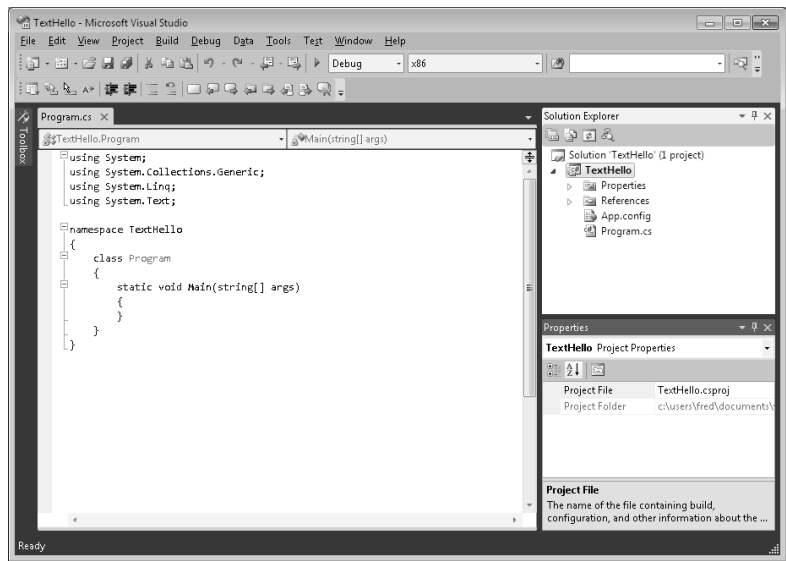 TextHello - Microsoft Visual Studio
File Edit View Project Build Debug Data Tools Test Window Help
Debug x86
Toolbox
Program.cs
TextHello.Program Main(string[] args)
using System;
using System.Collections.Generic;
using System.Linq;
using System.Text;
namespace TextHello
{
class Program
{
static void Main(string[] args)
{
}
}
}
Solution Explorer
Solution 'TextHello' (1 project)
TextHello
Properties
References
App.config
Program.cs
Properties
TextHello Project Properties
Project File TextHello.csproj
Project Folder c:\users\fred\documents\
Project File
The name of the file containing build,
configuration, and other information about the ...
Ready